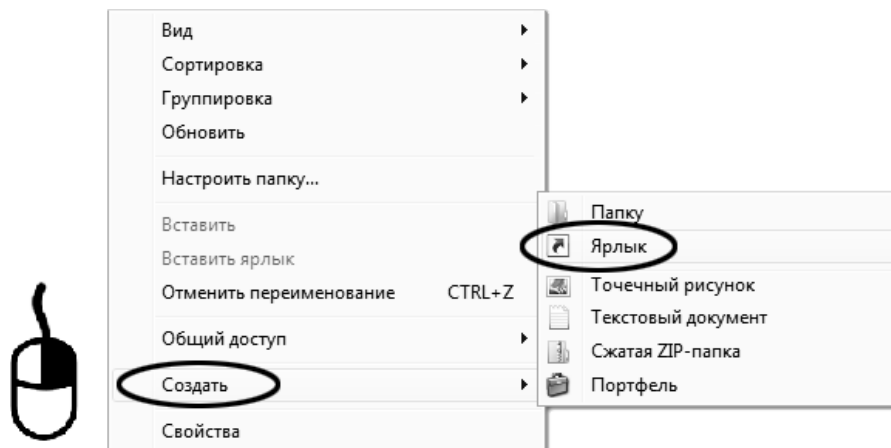 Вид
Сортировка
Группировка
Обновить
Настроить папку...
Вставить
Вставить ярлык
Отменить переименование CTRL+Z
Общий доступ
Создать
Свойства
Папку
Ярлык
Точечный рисунок
Текстовый документ
Сжатая ZIP-папка
Портфель